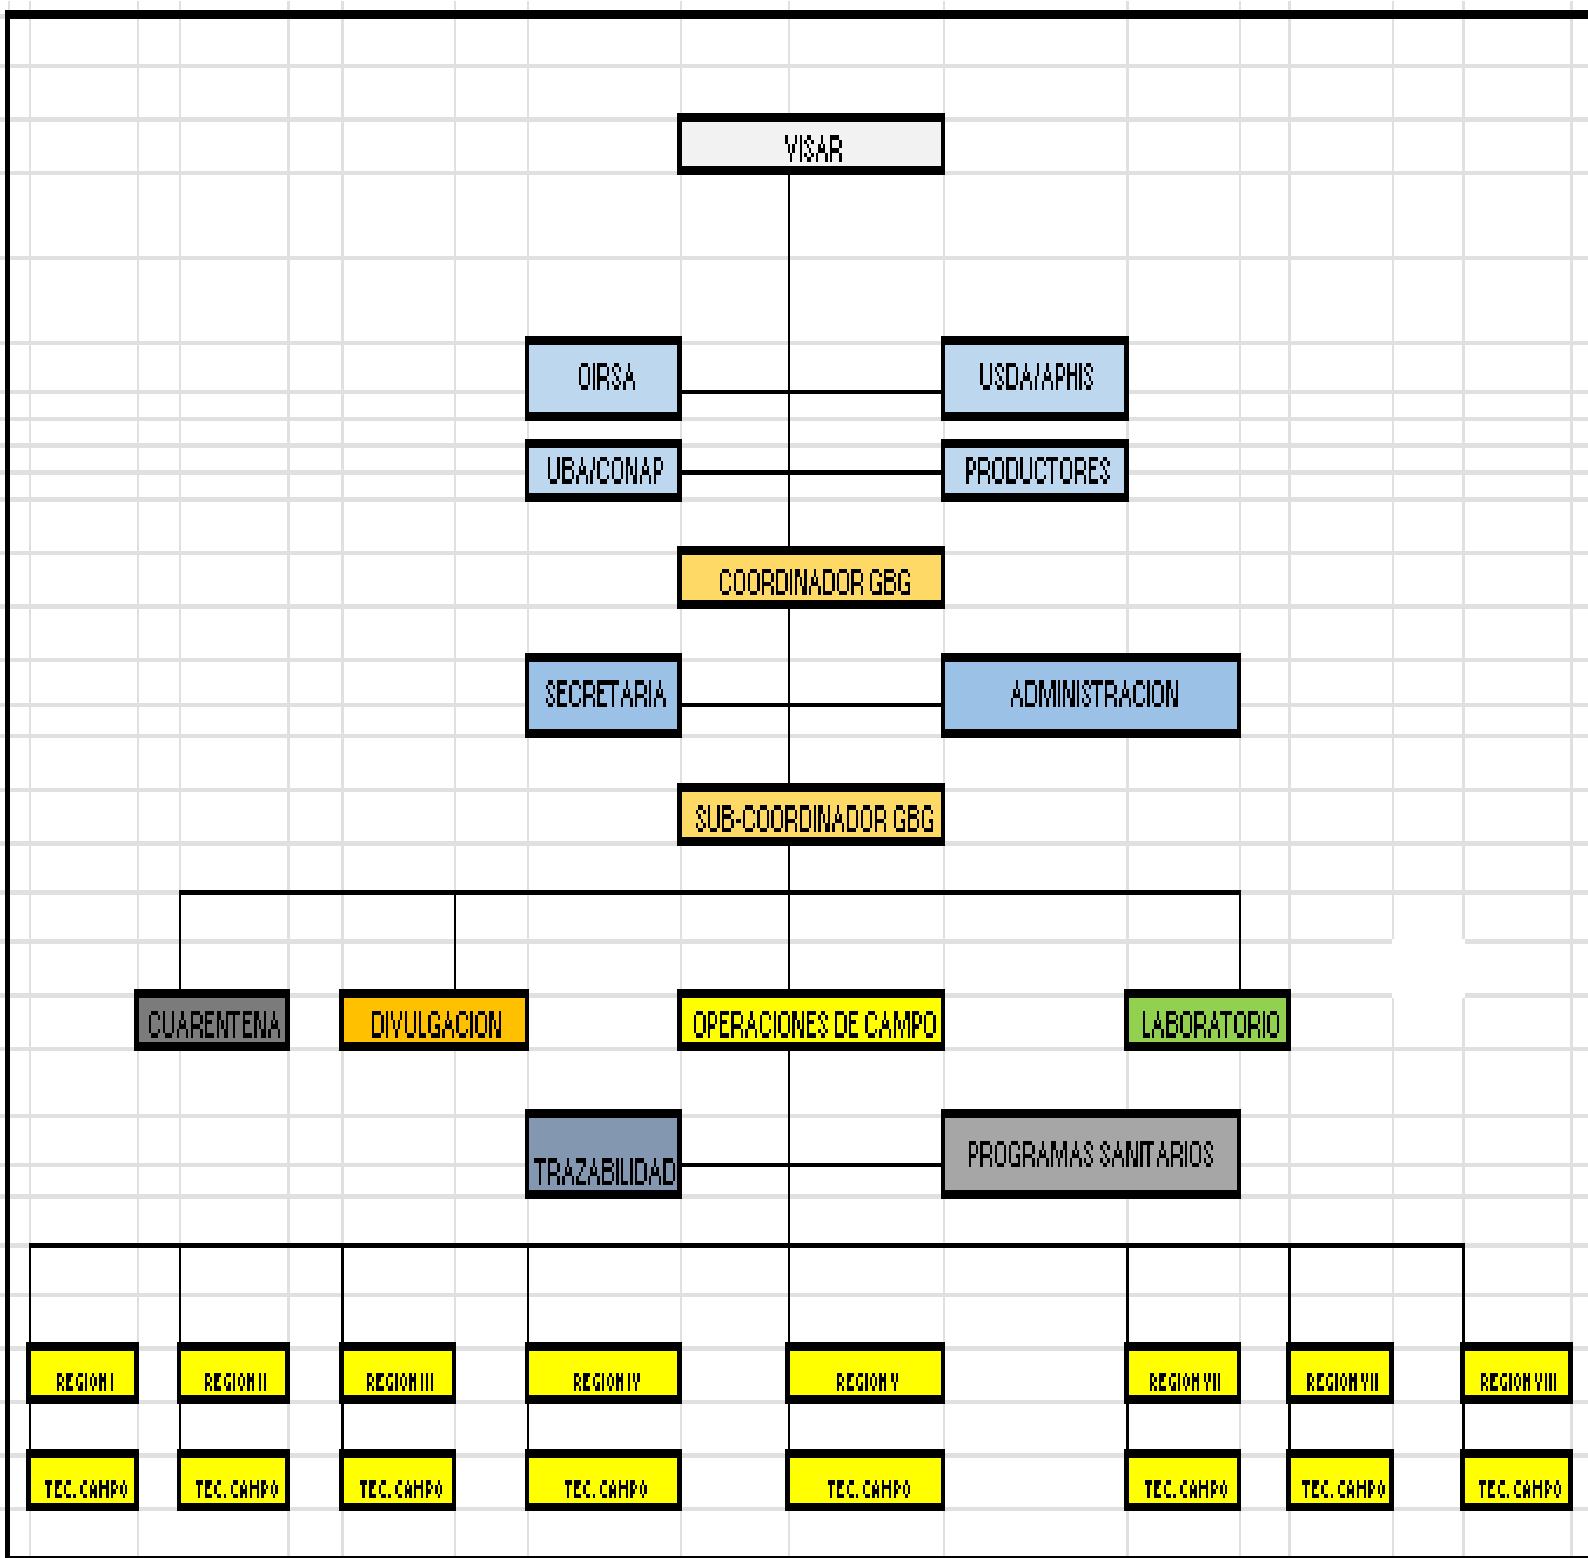 VISAR
OIRSA
USDA/APHIS
UBA/CONAP
PRODUCTORES
COORDINADOR GBG
SECRETARIA
ADMINISTRACION
SUB-COORDINADOR GBG
CUARENTENA
DIVULGACION
OPERACIONES DE CAMPO
LABORATORIO
TRAZABILIDAD
PROGRAMAS SANITARIOS
REGION I
REGION II
REGION III
REGION IV
REGION V
REGION VII
REGION VII
REGION VIII
TEC. CAMPO
TEC. CAMPO
TEC. CAMPO
TEC. CAMPO
TEC. CAMPO
TEC. CAMPO
TEC. CAMPO
TEC. CAMPO